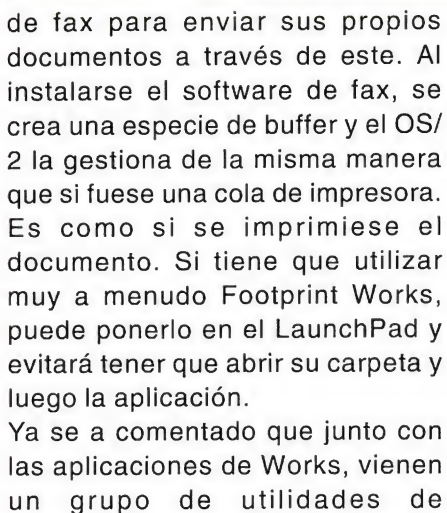 de fax para enviar sus propios
documentos a través de este. Al
instalarse el software de fax, se
crea una especie de buffer y el OS/
2 la gestiona de la misma manera
que si fuese una cola de impresora.
Es como si se imprimiese el
documento. Si tiene que utilizar
muy a menudo Footprint Works,
puede ponerlo en el LaunchPad y
evitará tener que abrir su carpeta y
luego la aplicación.
Ya se a comentado que junto con
las aplicaciones de Works, vienen
un grupo de utilidades de